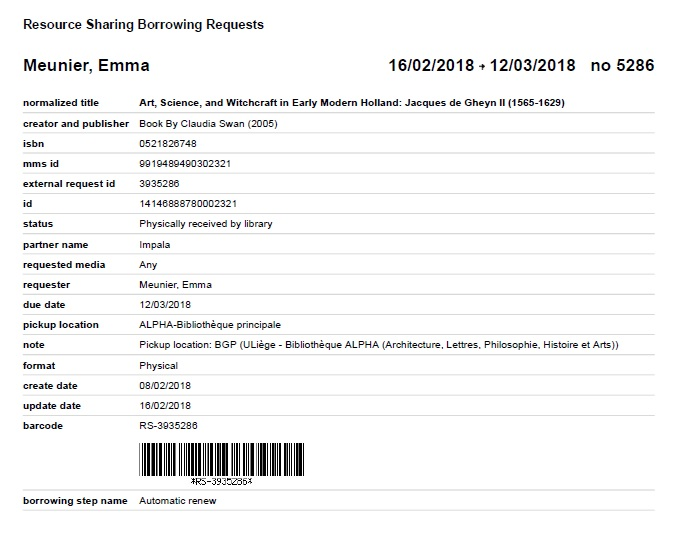 Resource Sharing Borrowing Requests
Meunier, Emma 16/02/2018 → 12/03/2018 no 5286
normalized title Art, Science, and Witchcraft in Early Modern Holland: Jacques de Gheyn II (1565-1629)
creator and publisher Book By Claudia Swan (2005)
isbn 0521826748
mms id 9919489490302321
external request id 3935286
id 14146888780002321
status Physically received by library
partner name Impala
requested media Any
requester Meunier, Emma
due date 12/03/2018
pickup location ALPHA-Bibliothèque principale
note Pickup location: BGP (ULiège - Bibliothèque ALPHA (Architecture, Lettres, Philosophie, Histoire et Arts))
format Physical
create date 08/02/2018
update date 16/02/2018
barcode RS-3935286
*RS-3935286*
borrowing step name Automatic renew